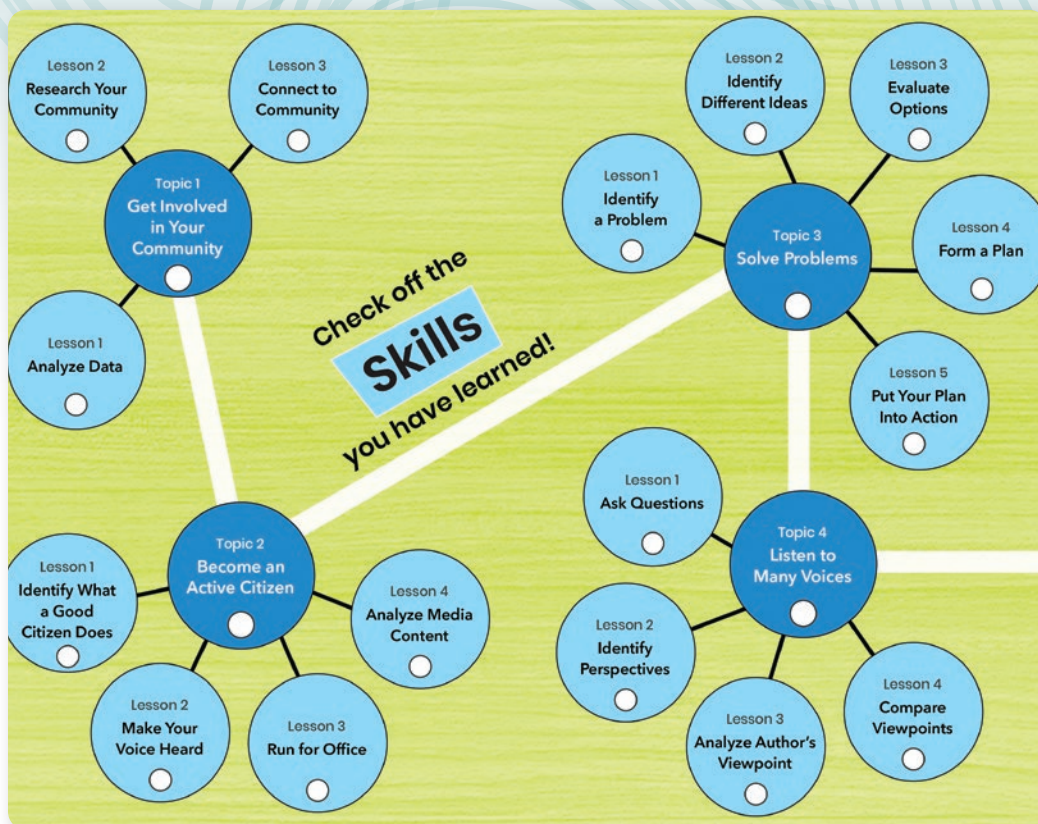 Lesson 2
Research Your
Community
Lesson 3
Connect to
Community
Topic 1
Get Involved
in Your
Community
Lesson 1
Analyze Data
Check off the
Skills
you have learned!
Lesson 2
Identify
Different Ideas
Lesson 3
Evaluate
Options
Lesson 1
Identify
a Problem
Topic 3
Solve Problems
Lesson 4
Form a Plan
Lesson 5
Put Your Plan
Into Action
Topic 2
Become an
Active Citizen
Lesson 1
Identify What
a Good
Citizen Does
Lesson 4
Analyze Media
Content
Lesson 2
Make Your
Voice Heard
Lesson 3
Run for Office
Lesson 1
Ask Questions
Topic 4
Listen to
Many Voices
Lesson 2
Identify
Perspectives
Lesson 3
Analyze Author's
Viewpoint
Lesson 4
Compare
Viewpoints